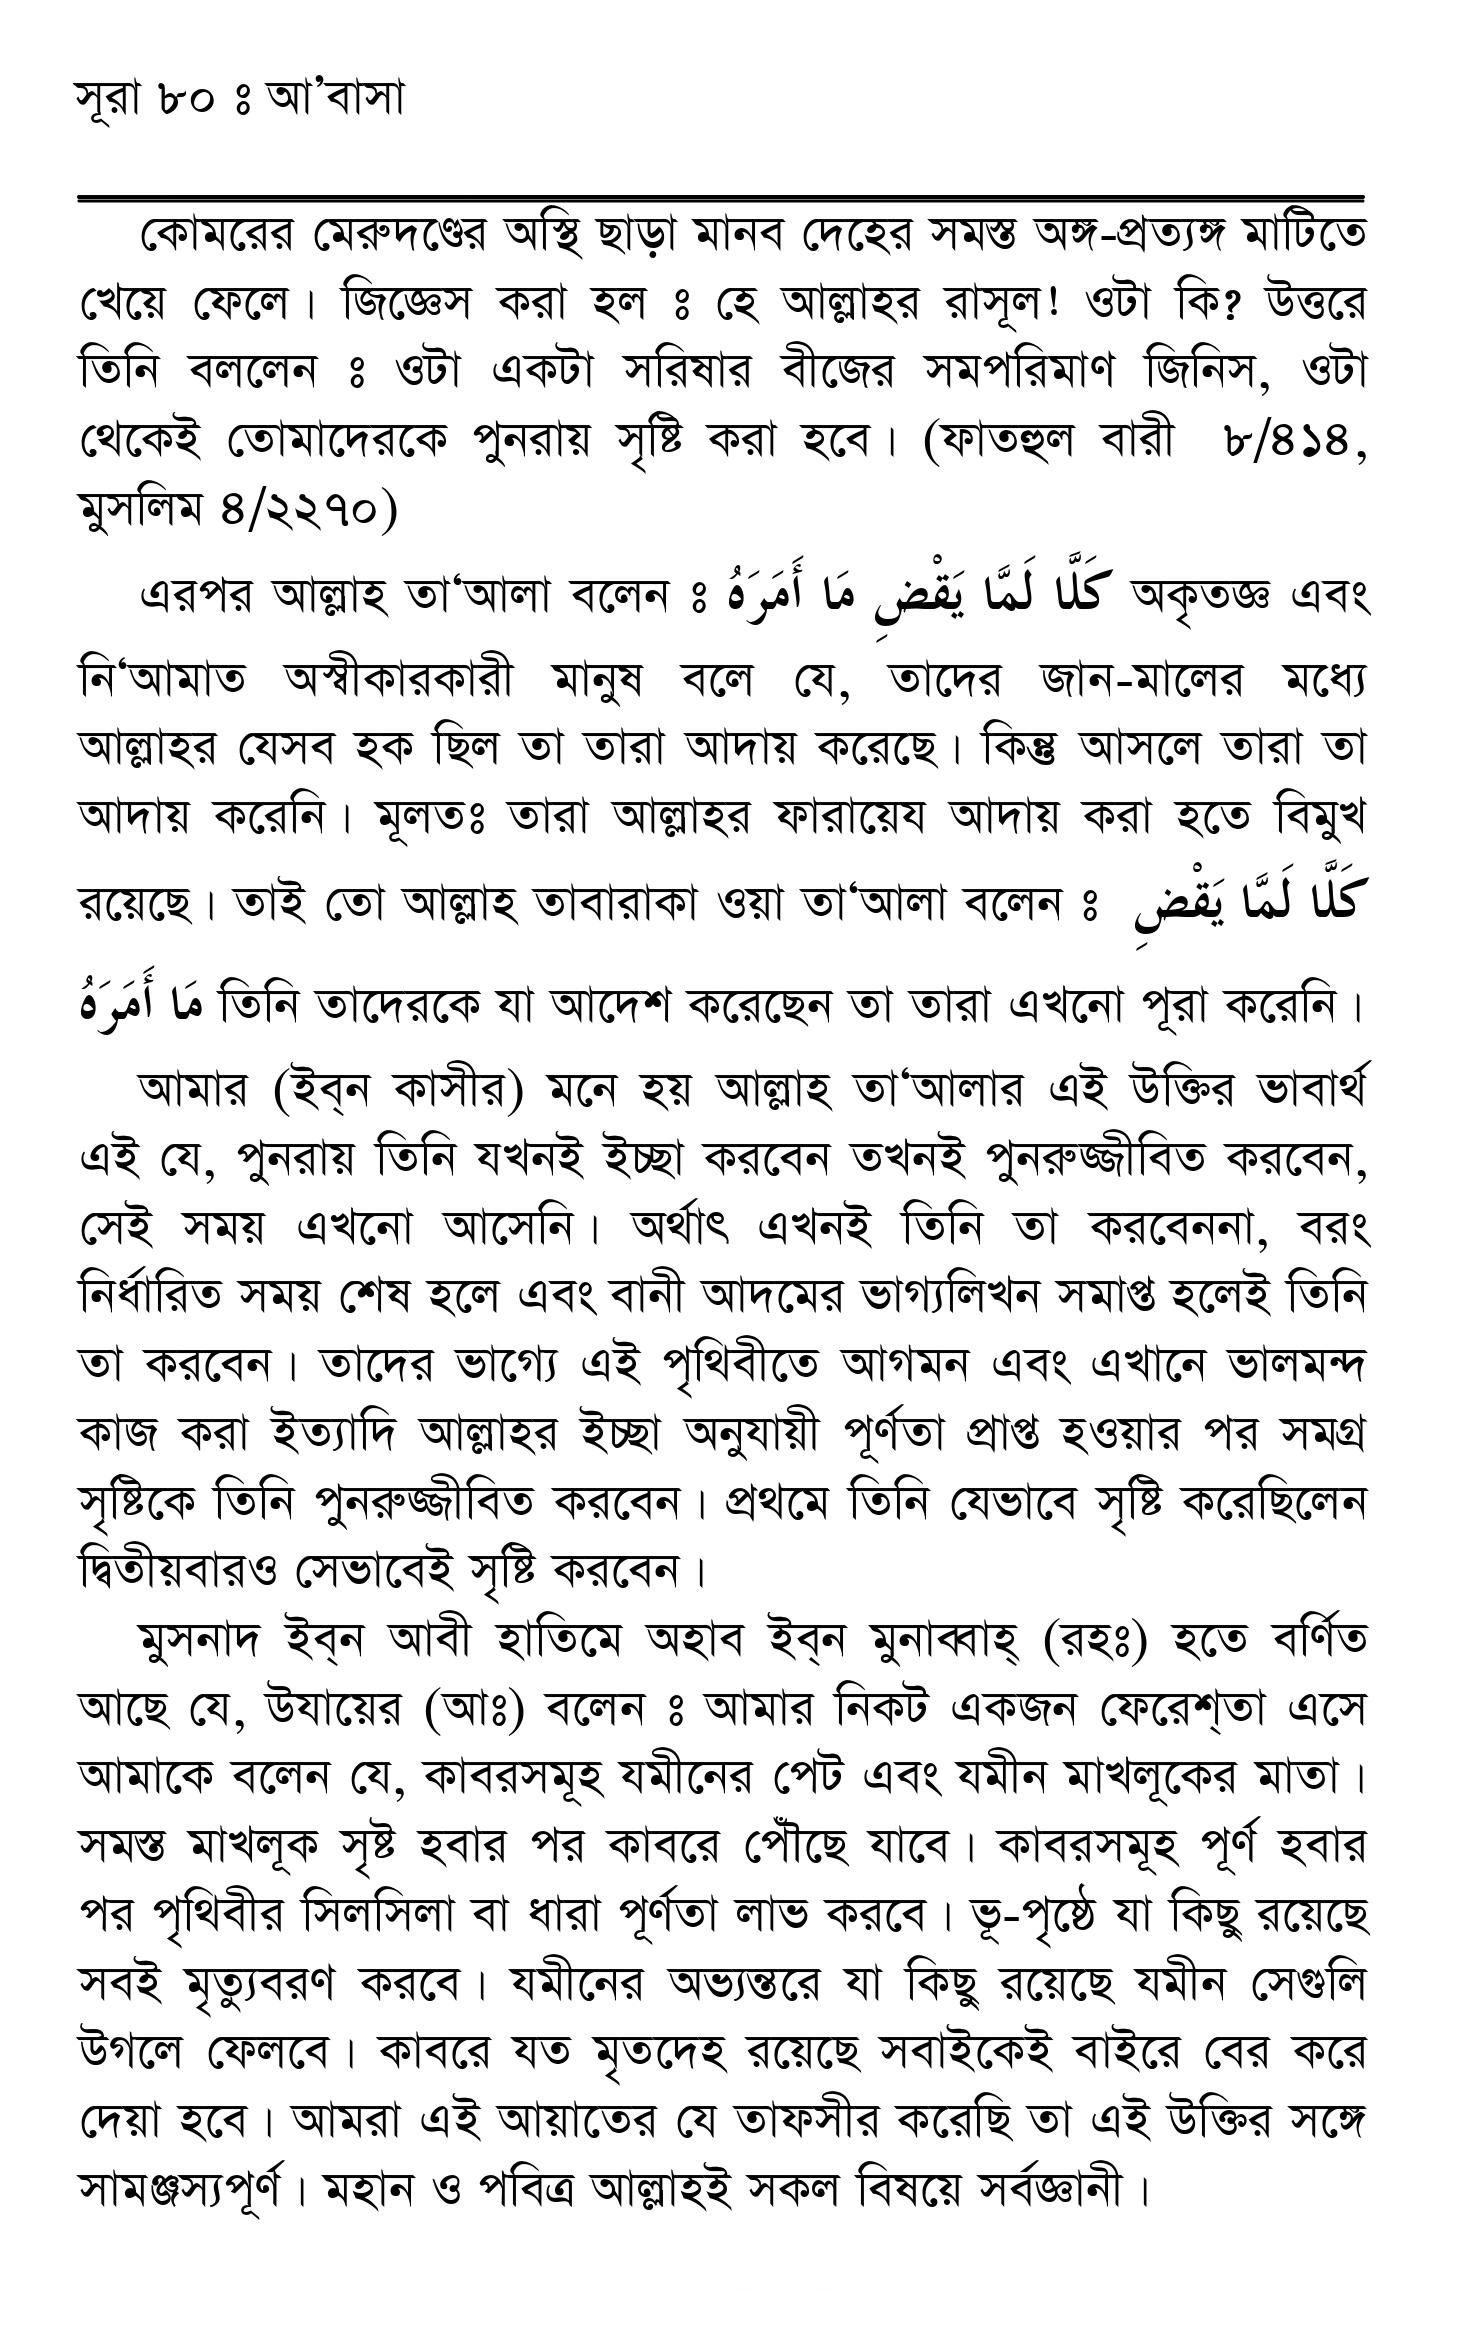 সূরা ৮০ ঃ আ’বাসা
কোমরের মেরুদণ্ডের অস্থি ছাড়া মানব দেহের সমস্ত অঙ্গ-প্রত্যঙ্গ মাটিতে
খেয়ে ফেলে। জিজ্ঞেস করা হল ঃ হে আল্লাহর রাসূল! ওটা কি? উত্তরে
তিনি বললেন ঃ ওটা একটা সরিষার বীজের সমপরিমাণ জিনিস, ওটা
থেকেই তোমাদেরকে পুনরায় সৃষ্টি করা হবে। (ফাতহুল বারী ৮/৪১৪,
মুসলিম ৪/২২৭০)
এরপর আল্লাহ তা‘আলা বলেন ঃ كَلَّا لَمَّا يَقْضِ مَا أَمَرَهُ অকৃতজ্ঞ এবং
নি‘আমাত অস্বীকারকারী মানুষ বলে যে, তাদের জান-মালের মধ্যে
আল্লাহর যেসব হক ছিল তা তারা আদায় করেছে। কিন্তু আসলে তারা তা
আদায় করেনি। মূলতঃ তারা আল্লাহর ফারায়েয আদায় করা হতে বিমুখ
রয়েছে। তাই তো আল্লাহ তাবারাকা ওয়া তা‘আলা বলেন ঃ كَلَّا لَمَّا يَقْضِ
مَا أَمَرَهُ তিনি তাদেরকে যা আদেশ করেছেন তা তারা এখনো পূরা করেনি।
আমার (ইব্‌ন কাসীর) মনে হয় আল্লাহ তা‘আলার এই উক্তির ভাবার্থ
এই যে, পুনরায় তিনি যখনই ইচ্ছা করবেন তখনই পুনরুজ্জীবিত করবেন,
সেই সময় এখনো আসেনি। অর্থাৎ এখনই তিনি তা করবেননা, বরং
নির্ধারিত সময় শেষ হলে এবং বানী আদমের ভাগ্যলিখন সমাপ্ত হলেই তিনি
তা করবেন। তাদের ভাগ্যে এই পৃথিবীতে আগমন এবং এখানে ভালমন্দ
কাজ করা ইত্যাদি আল্লাহর ইচ্ছা অনুযায়ী পূর্ণতা প্রাপ্ত হওয়ার পর সমগ্র
সৃষ্টিকে তিনি পুনরুজ্জীবিত করবেন। প্রথমে তিনি যেভাবে সৃষ্টি করেছিলেন
দ্বিতীয়বারও সেভাবেই সৃষ্টি করবেন।
মুসনাদ ইব্‌ন আবী হাতিমে অহাব ইব্‌ন মুনাব্বাহ্ (রহঃ) হতে বর্ণিত
আছে যে, উযায়ের (আঃ) বলেন ঃ আমার নিকট একজন ফেরেশ্‌তা এসে
আমাকে বলেন যে, কাবরসমূহ যমীনের পেট এবং যমীন মাখলূকের মাতা।
সমস্ত মাখলূক সৃষ্ট হবার পর কাবরে পৌঁছে যাবে। কাবরসমূহ পূর্ণ হবার
পর পৃথিবীর সিলসিলা বা ধারা পূর্ণতা লাভ করবে। ভূ-পৃষ্ঠে যা কিছু রয়েছে
সবই মৃত্যুবরণ করবে। যমীনের অভ্যন্তরে যা কিছু রয়েছে যমীন সেগুলি
উগলে ফেলবে। কাবরে যত মৃতদেহ রয়েছে সবাইকেই বাইরে বের করে
দেয়া হবে। আমরা এই আয়াতের যে তাফসীর করেছি তা এই উক্তির সঙ্গে
সামঞ্জস্যপূর্ণ। মহান ও পবিত্র আল্লাহই সকল বিষয়ে সর্বজ্ঞানী।